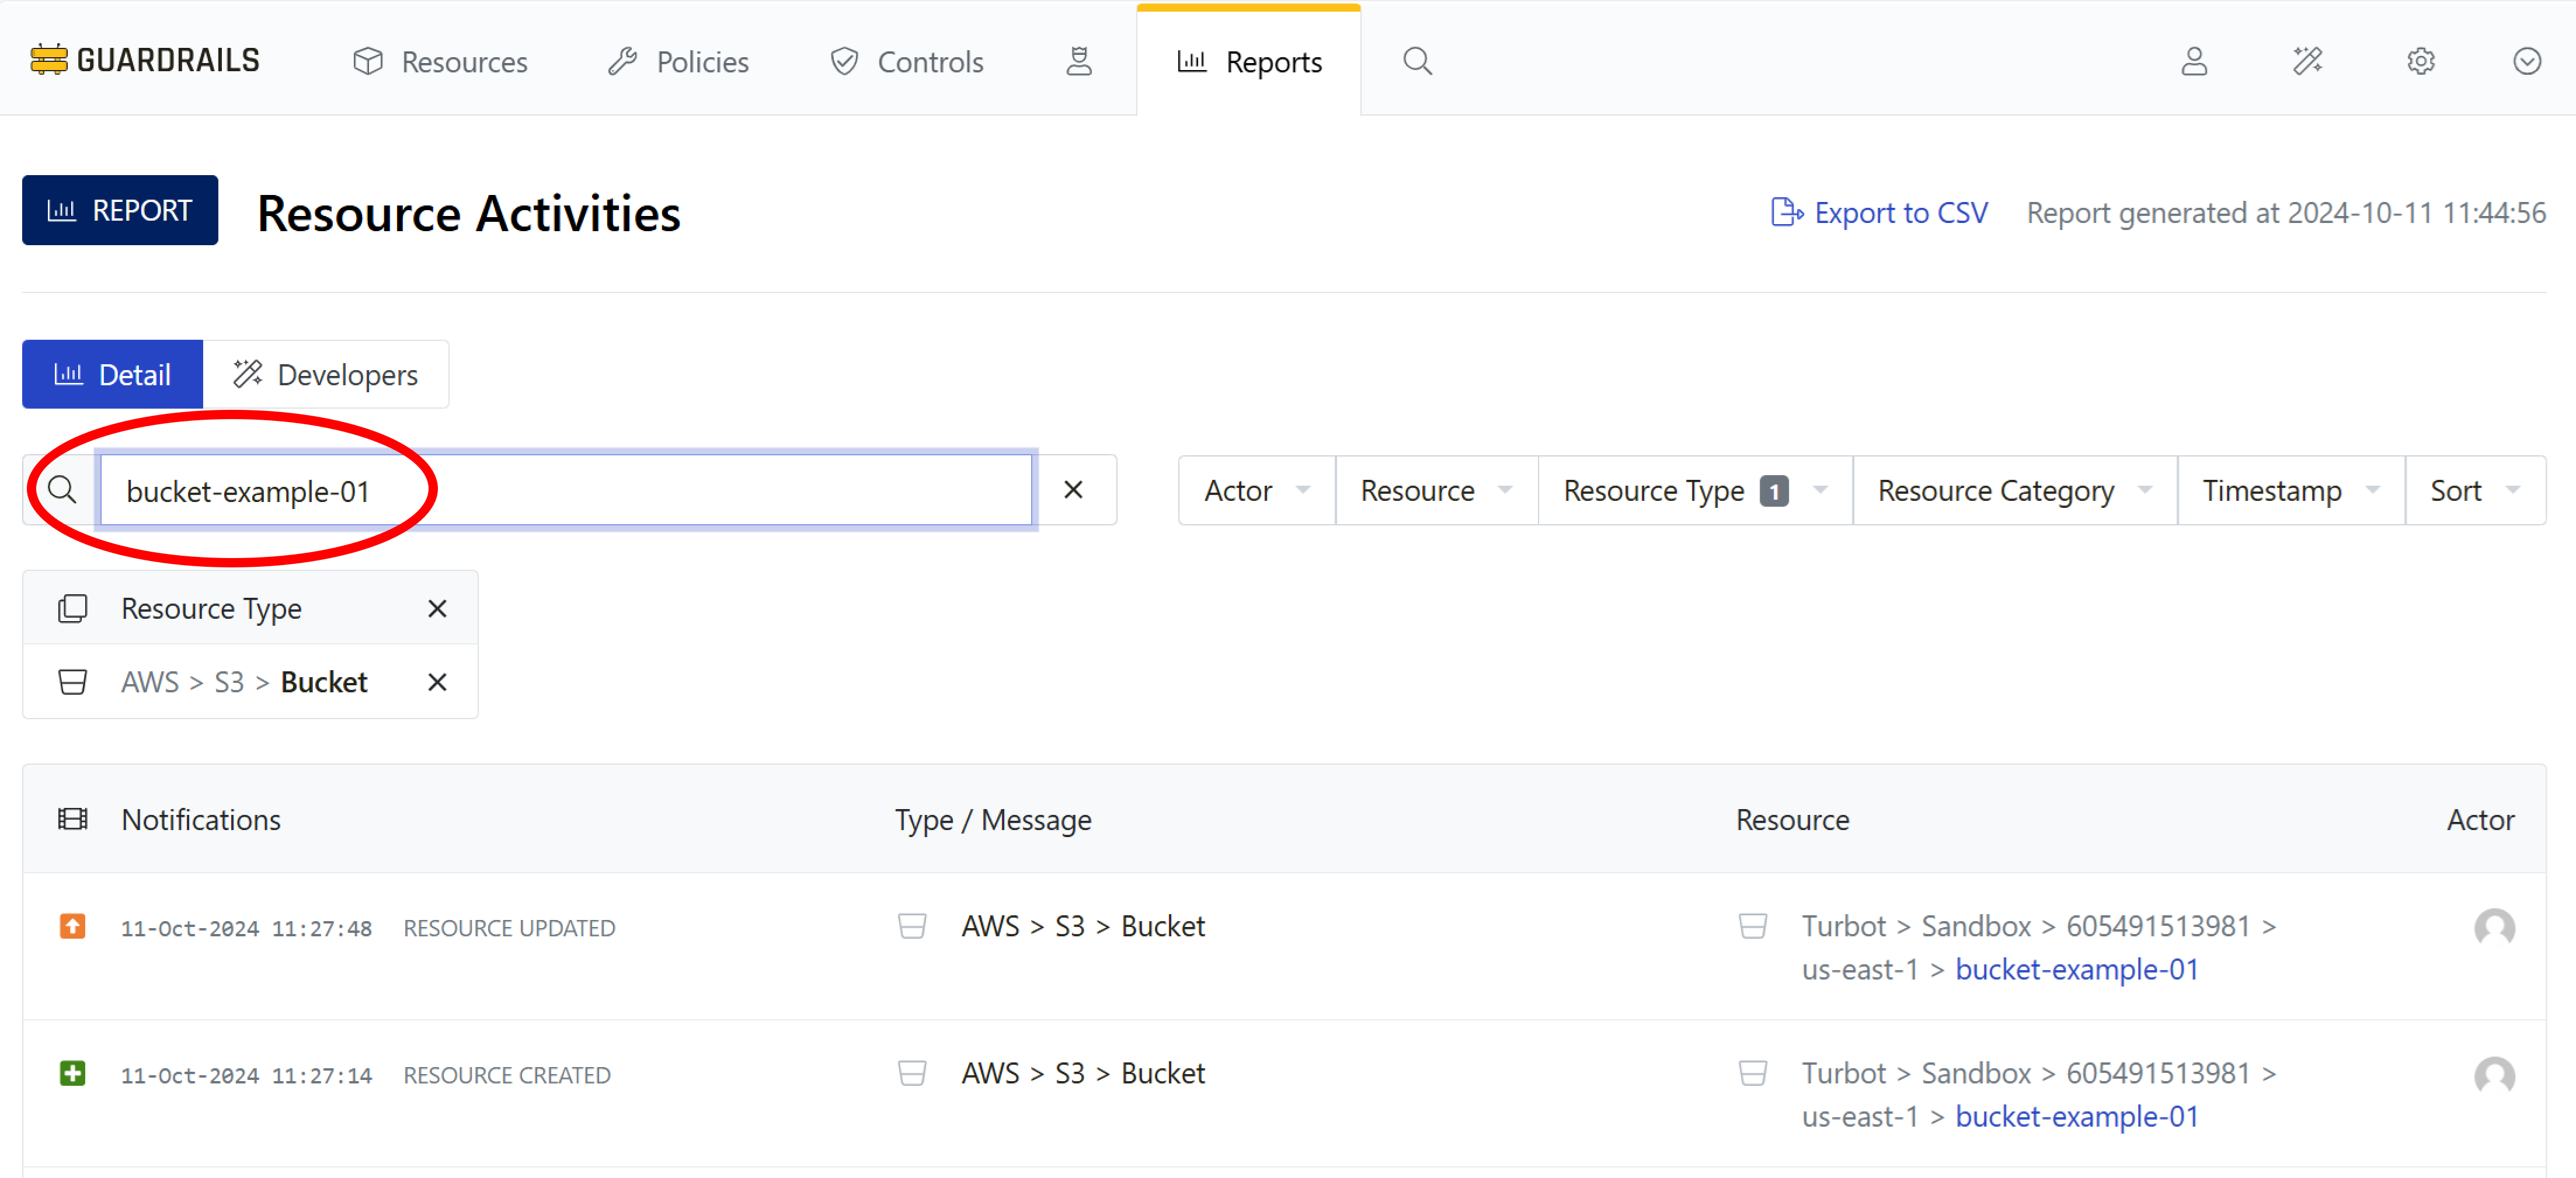 GUARDRAILS Resources Policies Controls Reports
REPORT Resource Activities Export to CSV Report generated at 2024-10-11 11:44:56
Detail Developers
bucket-example-01 Actor Resource Resource Type 1 Resource Category Timestamp Sort
Resource Type
AWS > S3 > Bucket
Notifications Type / Message Resource Actor
11-Oct-2024 11:27:48 RESOURCE UPDATED AWS > S3 > Bucket Turbot > Sandbox > 605491513981 >
us-east-1 > bucket-example-01
11-Oct-2024 11:27:14 RESOURCE CREATED AWS > S3 > Bucket Turbot > Sandbox > 605491513981 >
us-east-1 > bucket-example-01